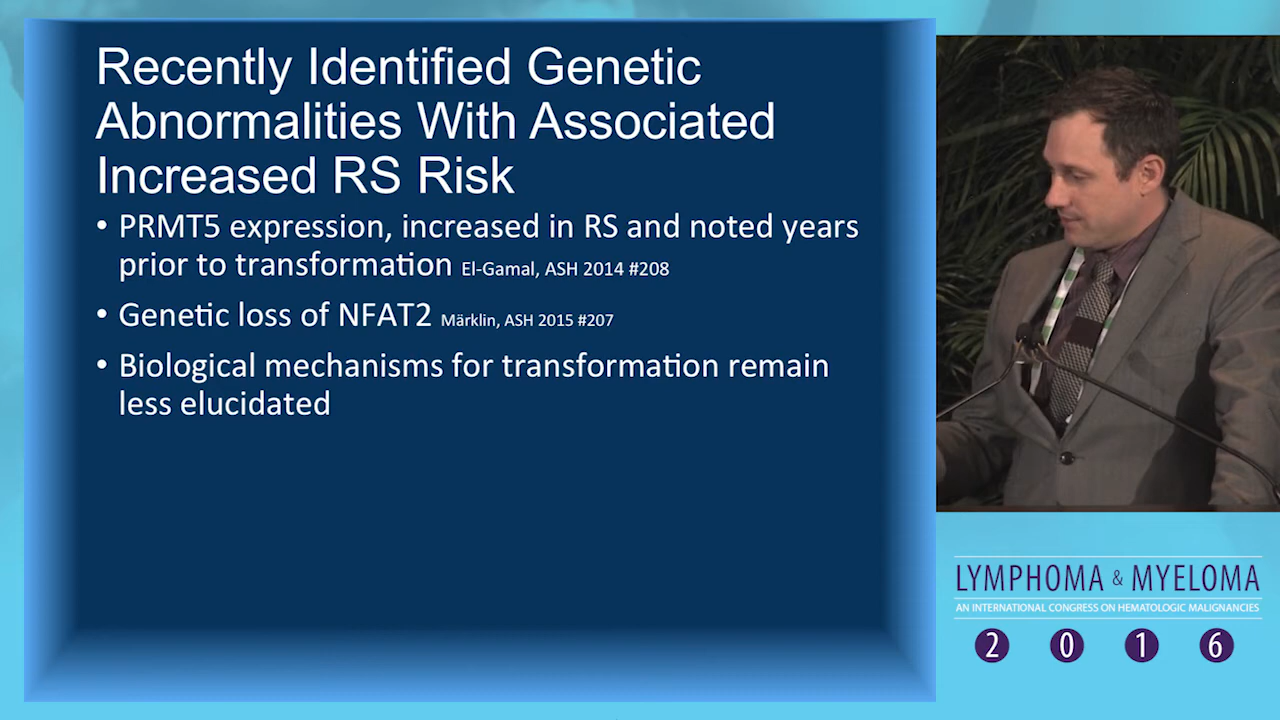 Recently Identified Genetic
Abnormalities With Associated
Increased RS Risk
• PRMT5 expression, increased in RS and noted years
prior to transformation El-Gamal, ASH 2014 #208
• Genetic loss of NFAT2 Märklin, ASH 2015 #207
• Biological mechanisms for transformation remain
less elucidated
LYMPHOMA & MYELOMA
AN INTERNATIONAL CONGRESS ON HEMATOLOGIC MALIGNANCIES
2 0 1 6